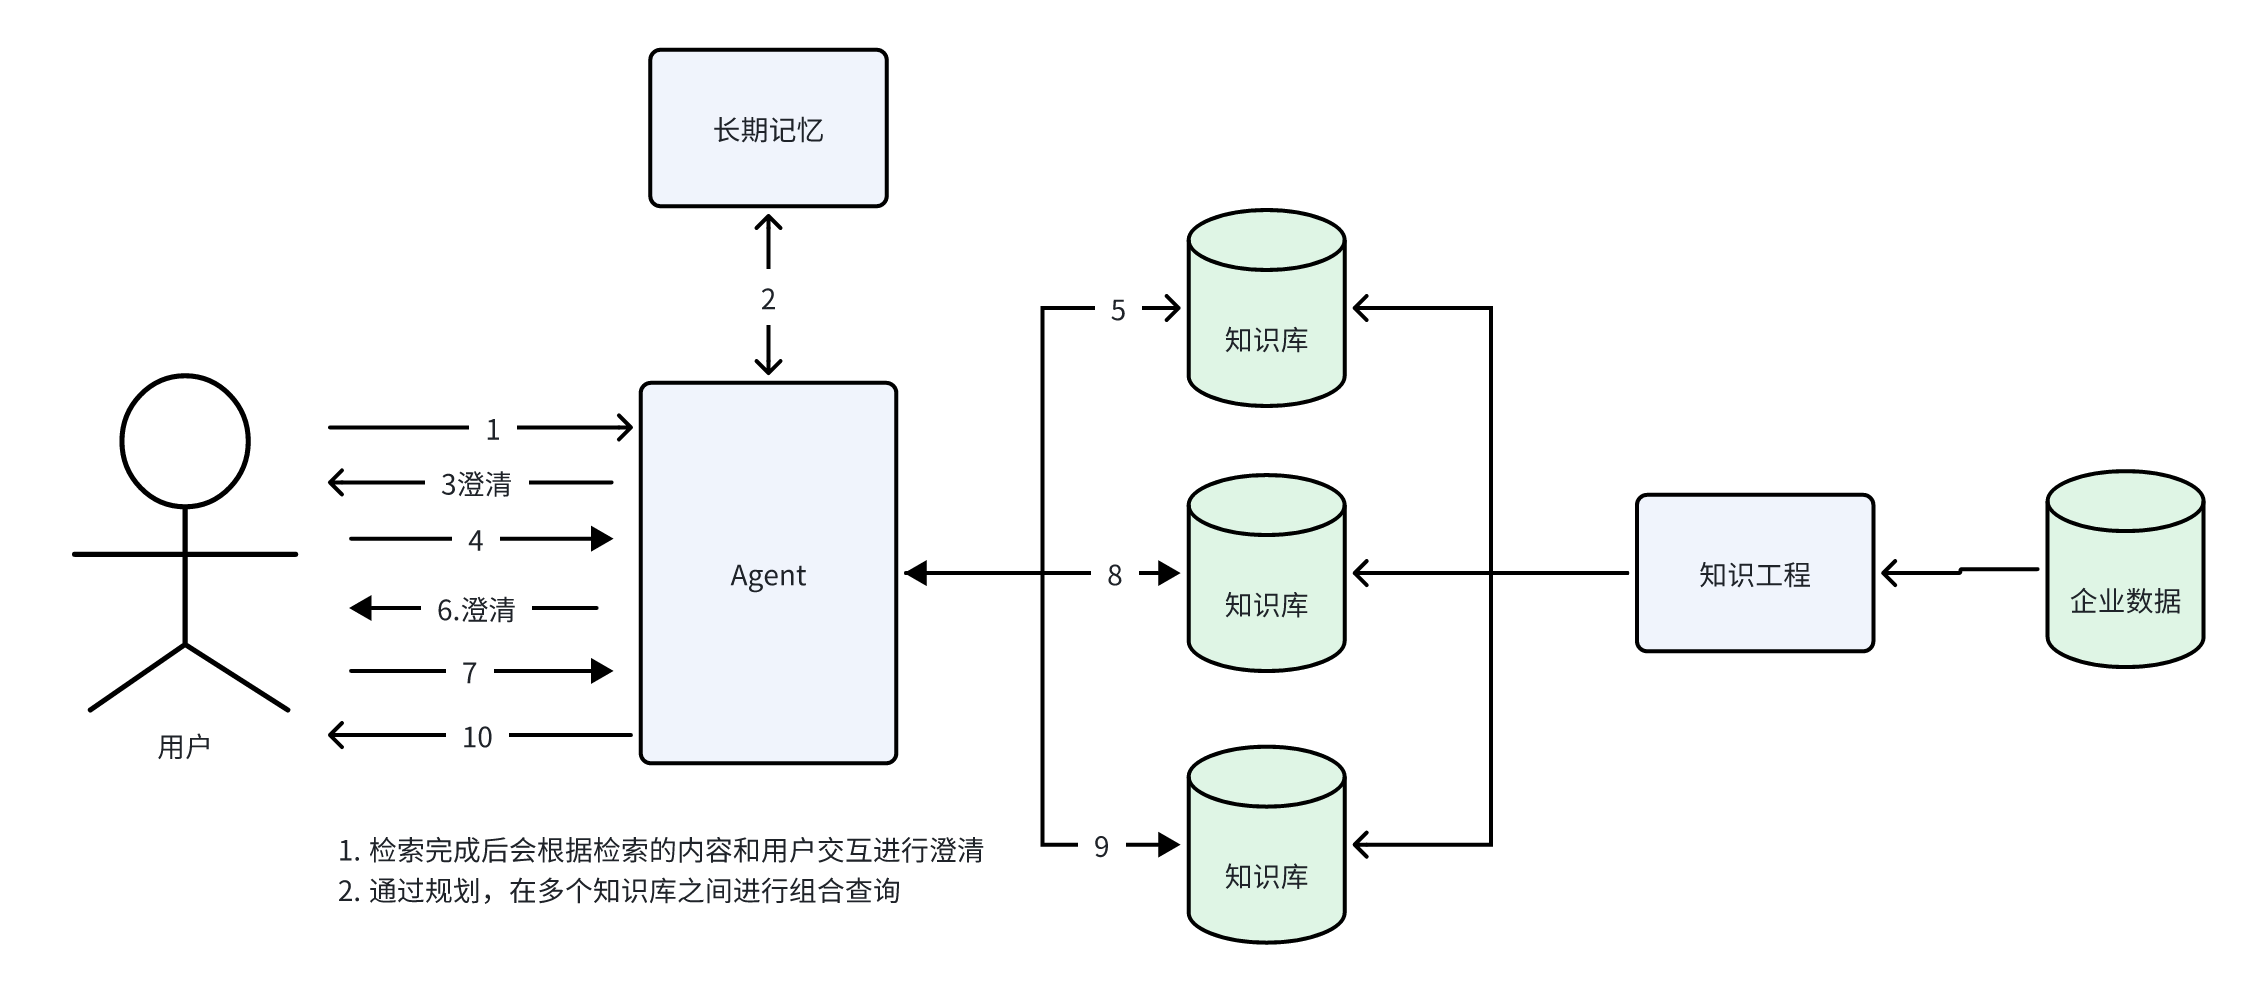 长期记忆
2
5
知识库
1
3澄清
4
6.澄清
7
10
Agent
用户
8
知识库
知识工程
企业数据
9
知识库
1. 检索完成后会根据检索的内容和用户交互进行澄清
2. 通过规划，在多个知识库之间进行组合查询